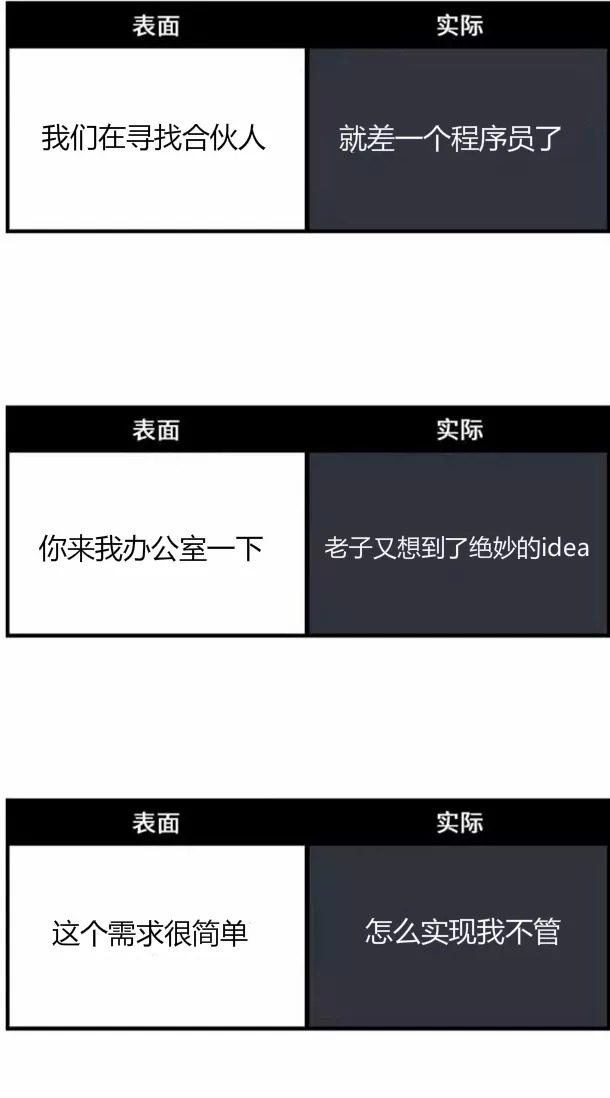 表面 实际
我们在寻找合伙人 就差一个程序员了
表面 实际
你来我办公室一下 老子又想到了绝妙的idea
表面 实际
这个需求很简单 怎么实现我不管